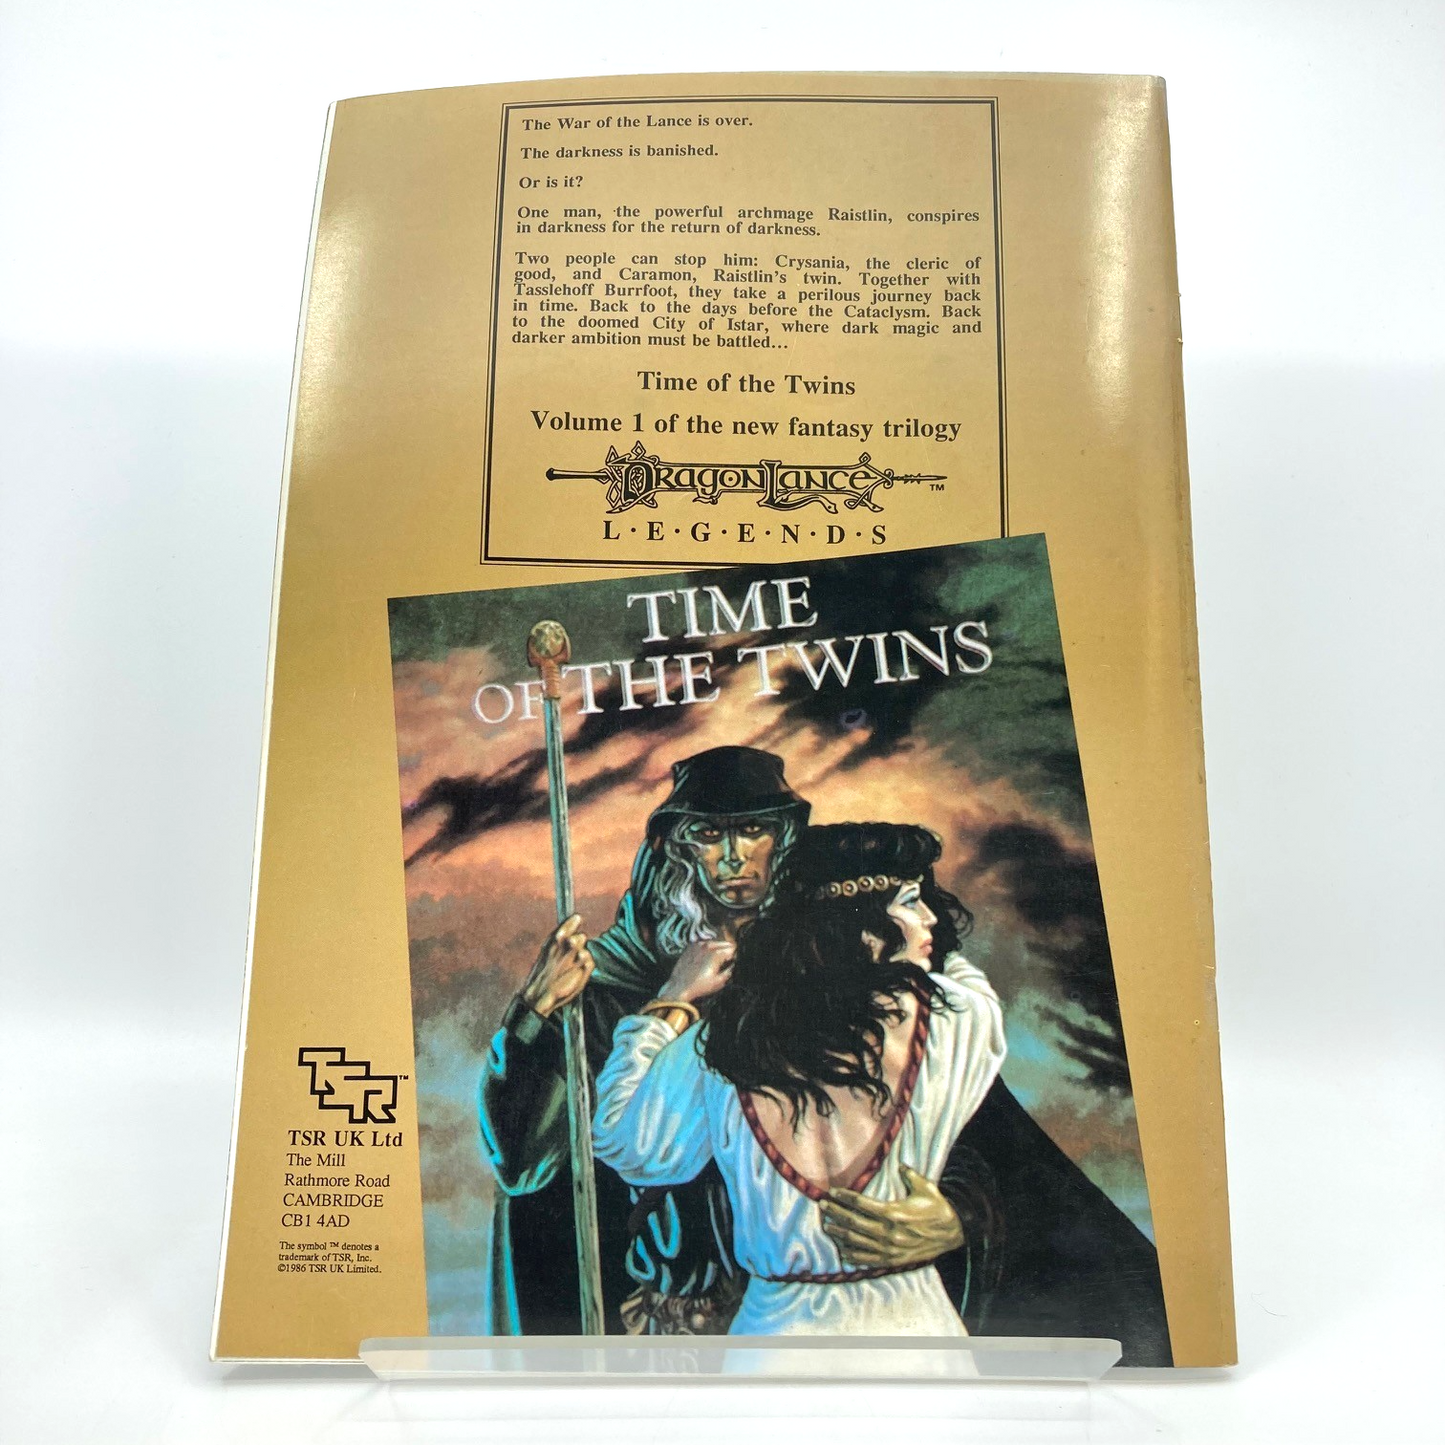 The War of the Lance is over.
The darkness is banished.
Or is it?
One man, the powerful archmage Raistlin, conspires
in darkness for the return of darkness.
Two people can stop him: Crysania, the cleric of
good, and Caramon, Raistlin's twin. Together with
Tasslehoff Burrfoot, they take a perilous journey back
in time. Back to the days before the Cataclysm. Back
to the doomed City of Istar, where dark magic and
darker ambition must be battled...
Time of the Twins
Volume 1 of the new fantasy trilogy
DRAGONLANCE™
L·E·G·E·N·D·S
TIME
OF THE TWINS
TSR™
TSR UK Ltd
The Mill
Rathmore Road
CAMBRIDGE
CB1 4AD
The symbol ™ denotes a
trademark of TSR, Inc.
©1986 TSR UK Limited.